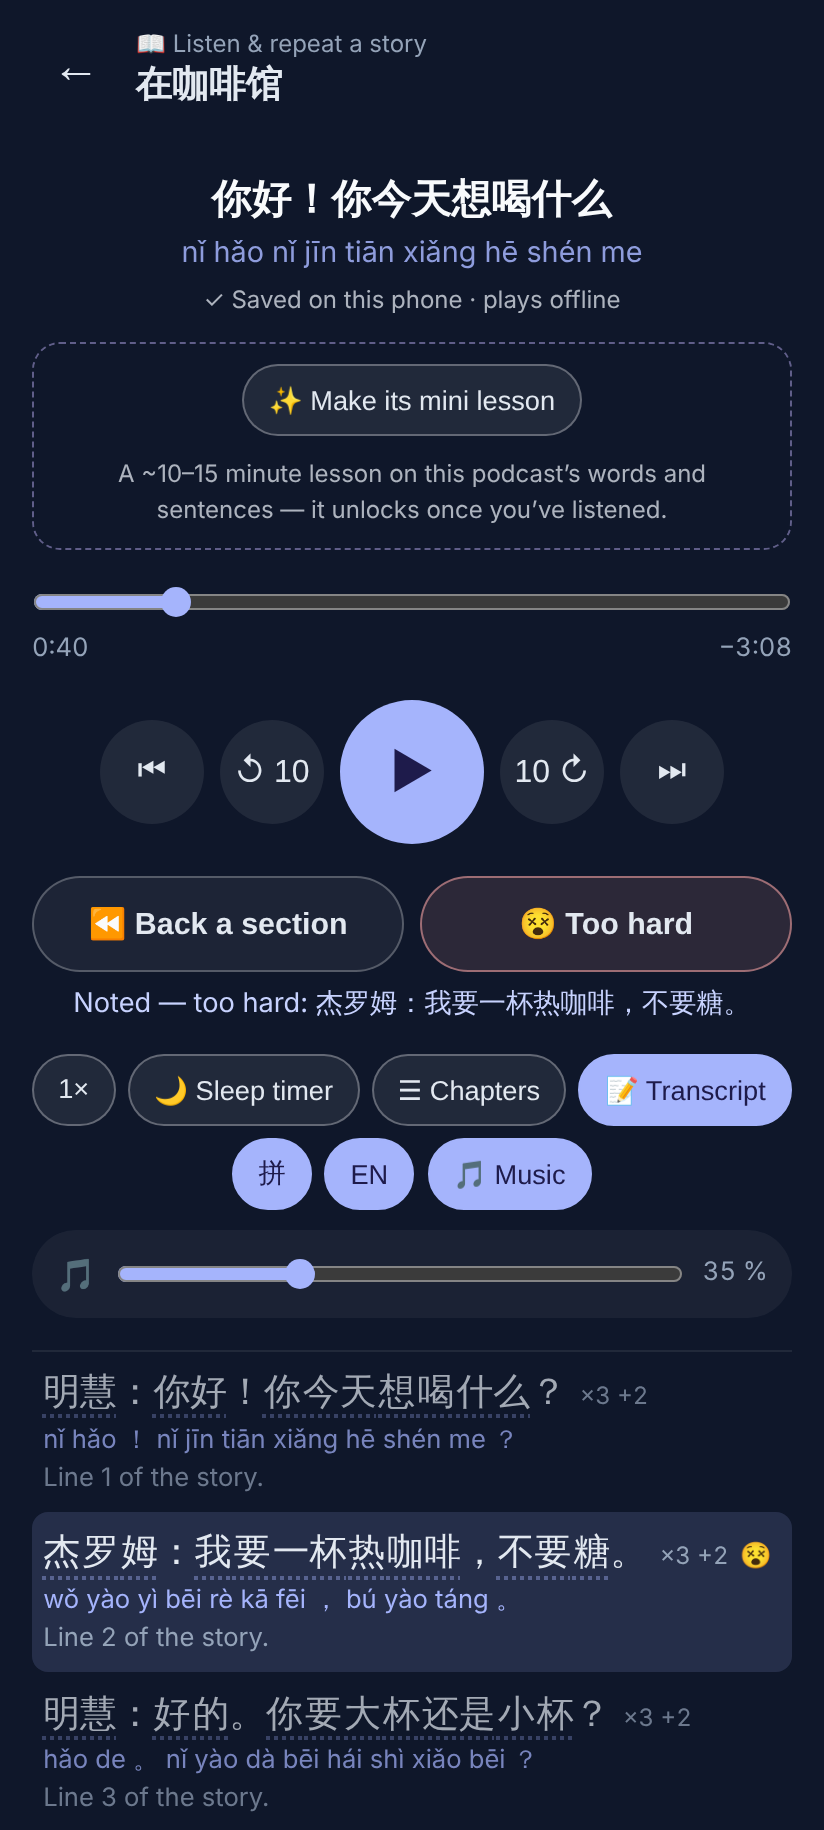 📖 Listen & repeat a story
← 在咖啡馆
你好！你今天想喝什么
nǐ hǎo nǐ jīn tiān xiǎng hē shén me
✓ Saved on this phone · plays offline
✨ Make its mini lesson
A ~10–15 minute lesson on this podcast’s words and
sentences — it unlocks once you’ve listened.
0:40 −3:08
⏮ ↺ 10 ▶ 10 ↻ ⏭
⏪ Back a section 😵 Too hard
Noted — too hard: 杰罗姆：我要一杯热咖啡，不要糖。
1× 🌙 Sleep timer ☰ Chapters 📝 Transcript
拼 EN 🎵 Music
🎵 35 %
明慧：你好！你今天想喝什么？ ×3 +2
nǐ hǎo ！ nǐ jīn tiān xiǎng hē shén me ？
Line 1 of the story.
杰罗姆：我要一杯热咖啡，不要糖。 ×3 +2 😵
wǒ yào yì bēi rè kā fēi ， bú yào táng 。
Line 2 of the story.
明慧：好的。你要大杯还是小杯？ ×3 +2
hǎo de 。 nǐ yào dà bēi hái shì xiǎo bēi ？
Line 3 of the story.